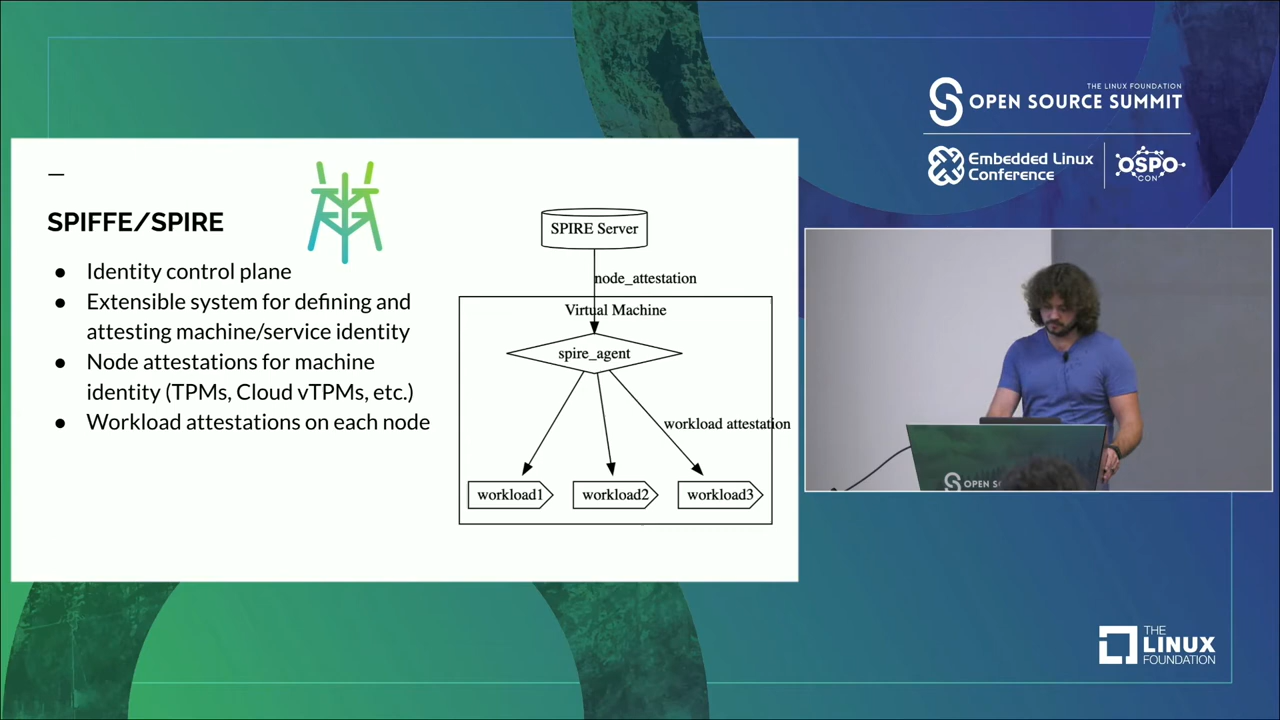 SPIFFE/SPIRE
● Identity control plane
● Extensible system for defining and
attesting machine/service identity
● Node attestations for machine
identity (TPMs, Cloud vTPMs, etc.)
● Workload attestations on each node
SPIRE Server
node_attestation
Virtual Machine
spire_agent
workload attestation
workload1
workload2
workload3
THE LINUX FOUNDATION
OPEN SOURCE SUMMIT
Embedded Linux
Conference
OSPO
CON
OPEN SO
THE
LINUX
FOUNDATION